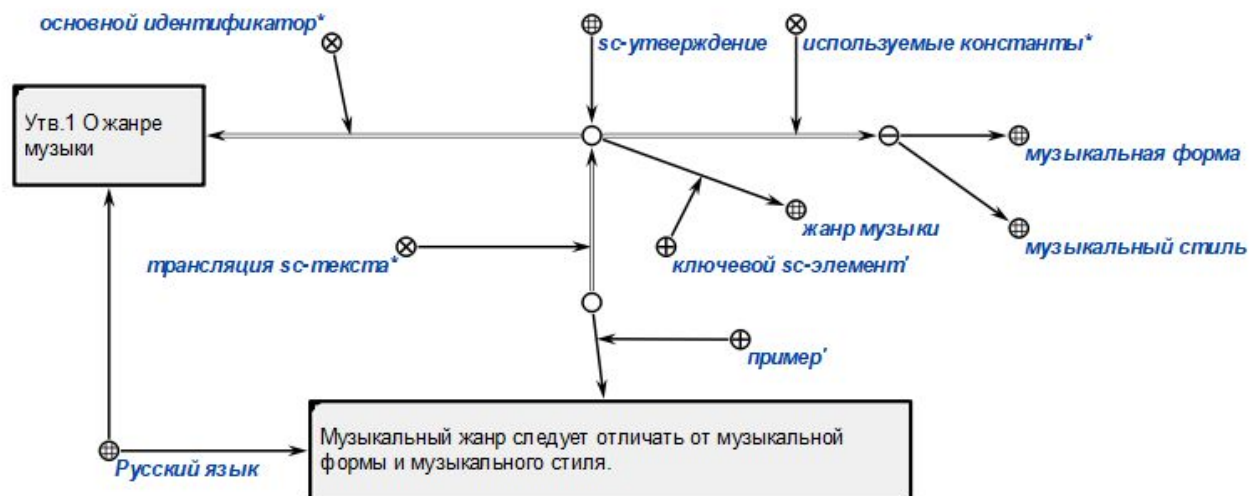 основной идентификатор*
sc-утверждение
используемые константы*
Утв.1 О жанре
музыки
музыкальная форма
жанр музыки
музыкальный стиль
трансляция sc-текста*
ключевой sc-элемент'
пример'
Музыкальный жанр следует отличать от музыкальной
формы и музыкального стиля.
Русский язык